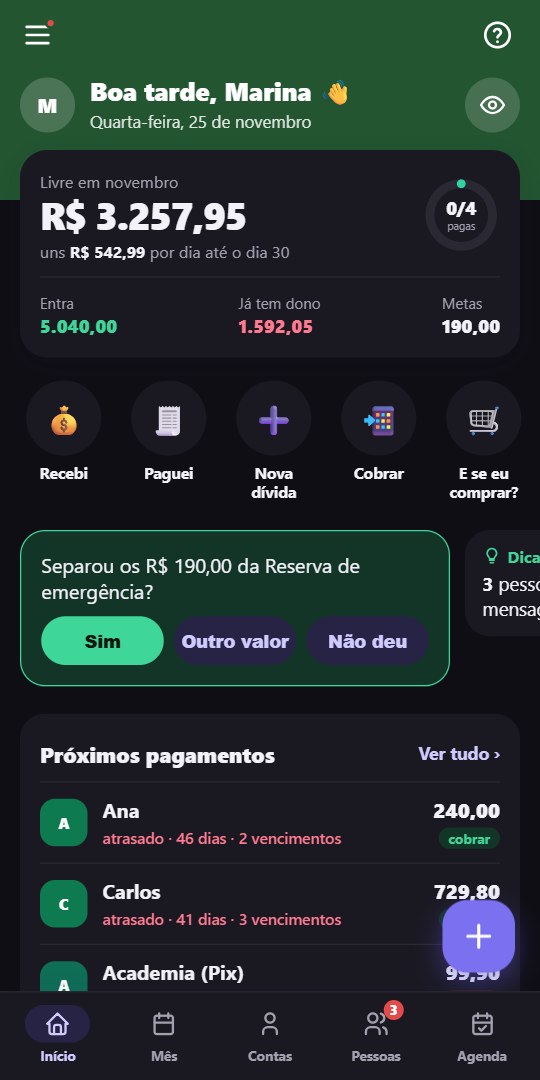 M
Boa tarde, Marina 👋
Quarta-feira, 25 de novembro
Livre em novembro
R$ 3.257,95
uns R$ 542,99 por dia até o dia 30
0/4
pagas
Entra
Já tem dono
Metas
5.040,00
1.592,05
190,00
Recebi
Paguei
Nova
dívida
Cobrar
E se eu
comprar?
Separou os R$ 190,00 da Reserva de
emergência?
Sim
Outro valor
Não deu
Dica
3
Próximos pagamentos
Ver tudo ›
A
Ana
240,00
atrasado · 46 dias · 2 vencimentos
cobrar
C
Carlos
729,80
atrasado · 41 dias · 3 vencimentos
A
Academia (Pix)
99,90
3
Início
Mês
Contas
Pessoas
Agenda